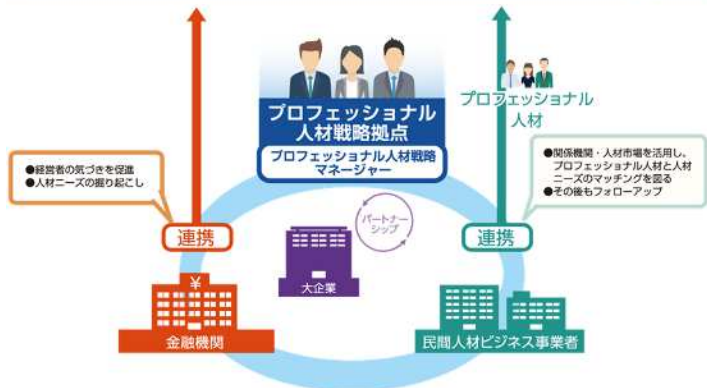 プロフェッショナル
人材戦略拠点
プロフェッショナル人材戦略
マネージャー
プロフェッショナル
人材
●経営者の気づきを促進
●人材ニーズの掘り起こし
●関係機関・人材市場を活用し、
プロフェッショナル人材と人材
ニーズのマッチングを図る
●その後もフォローアップ
パートナー
シップ
連携
連携
大企業
¥
金融機関
民間人材ビジネス事業者